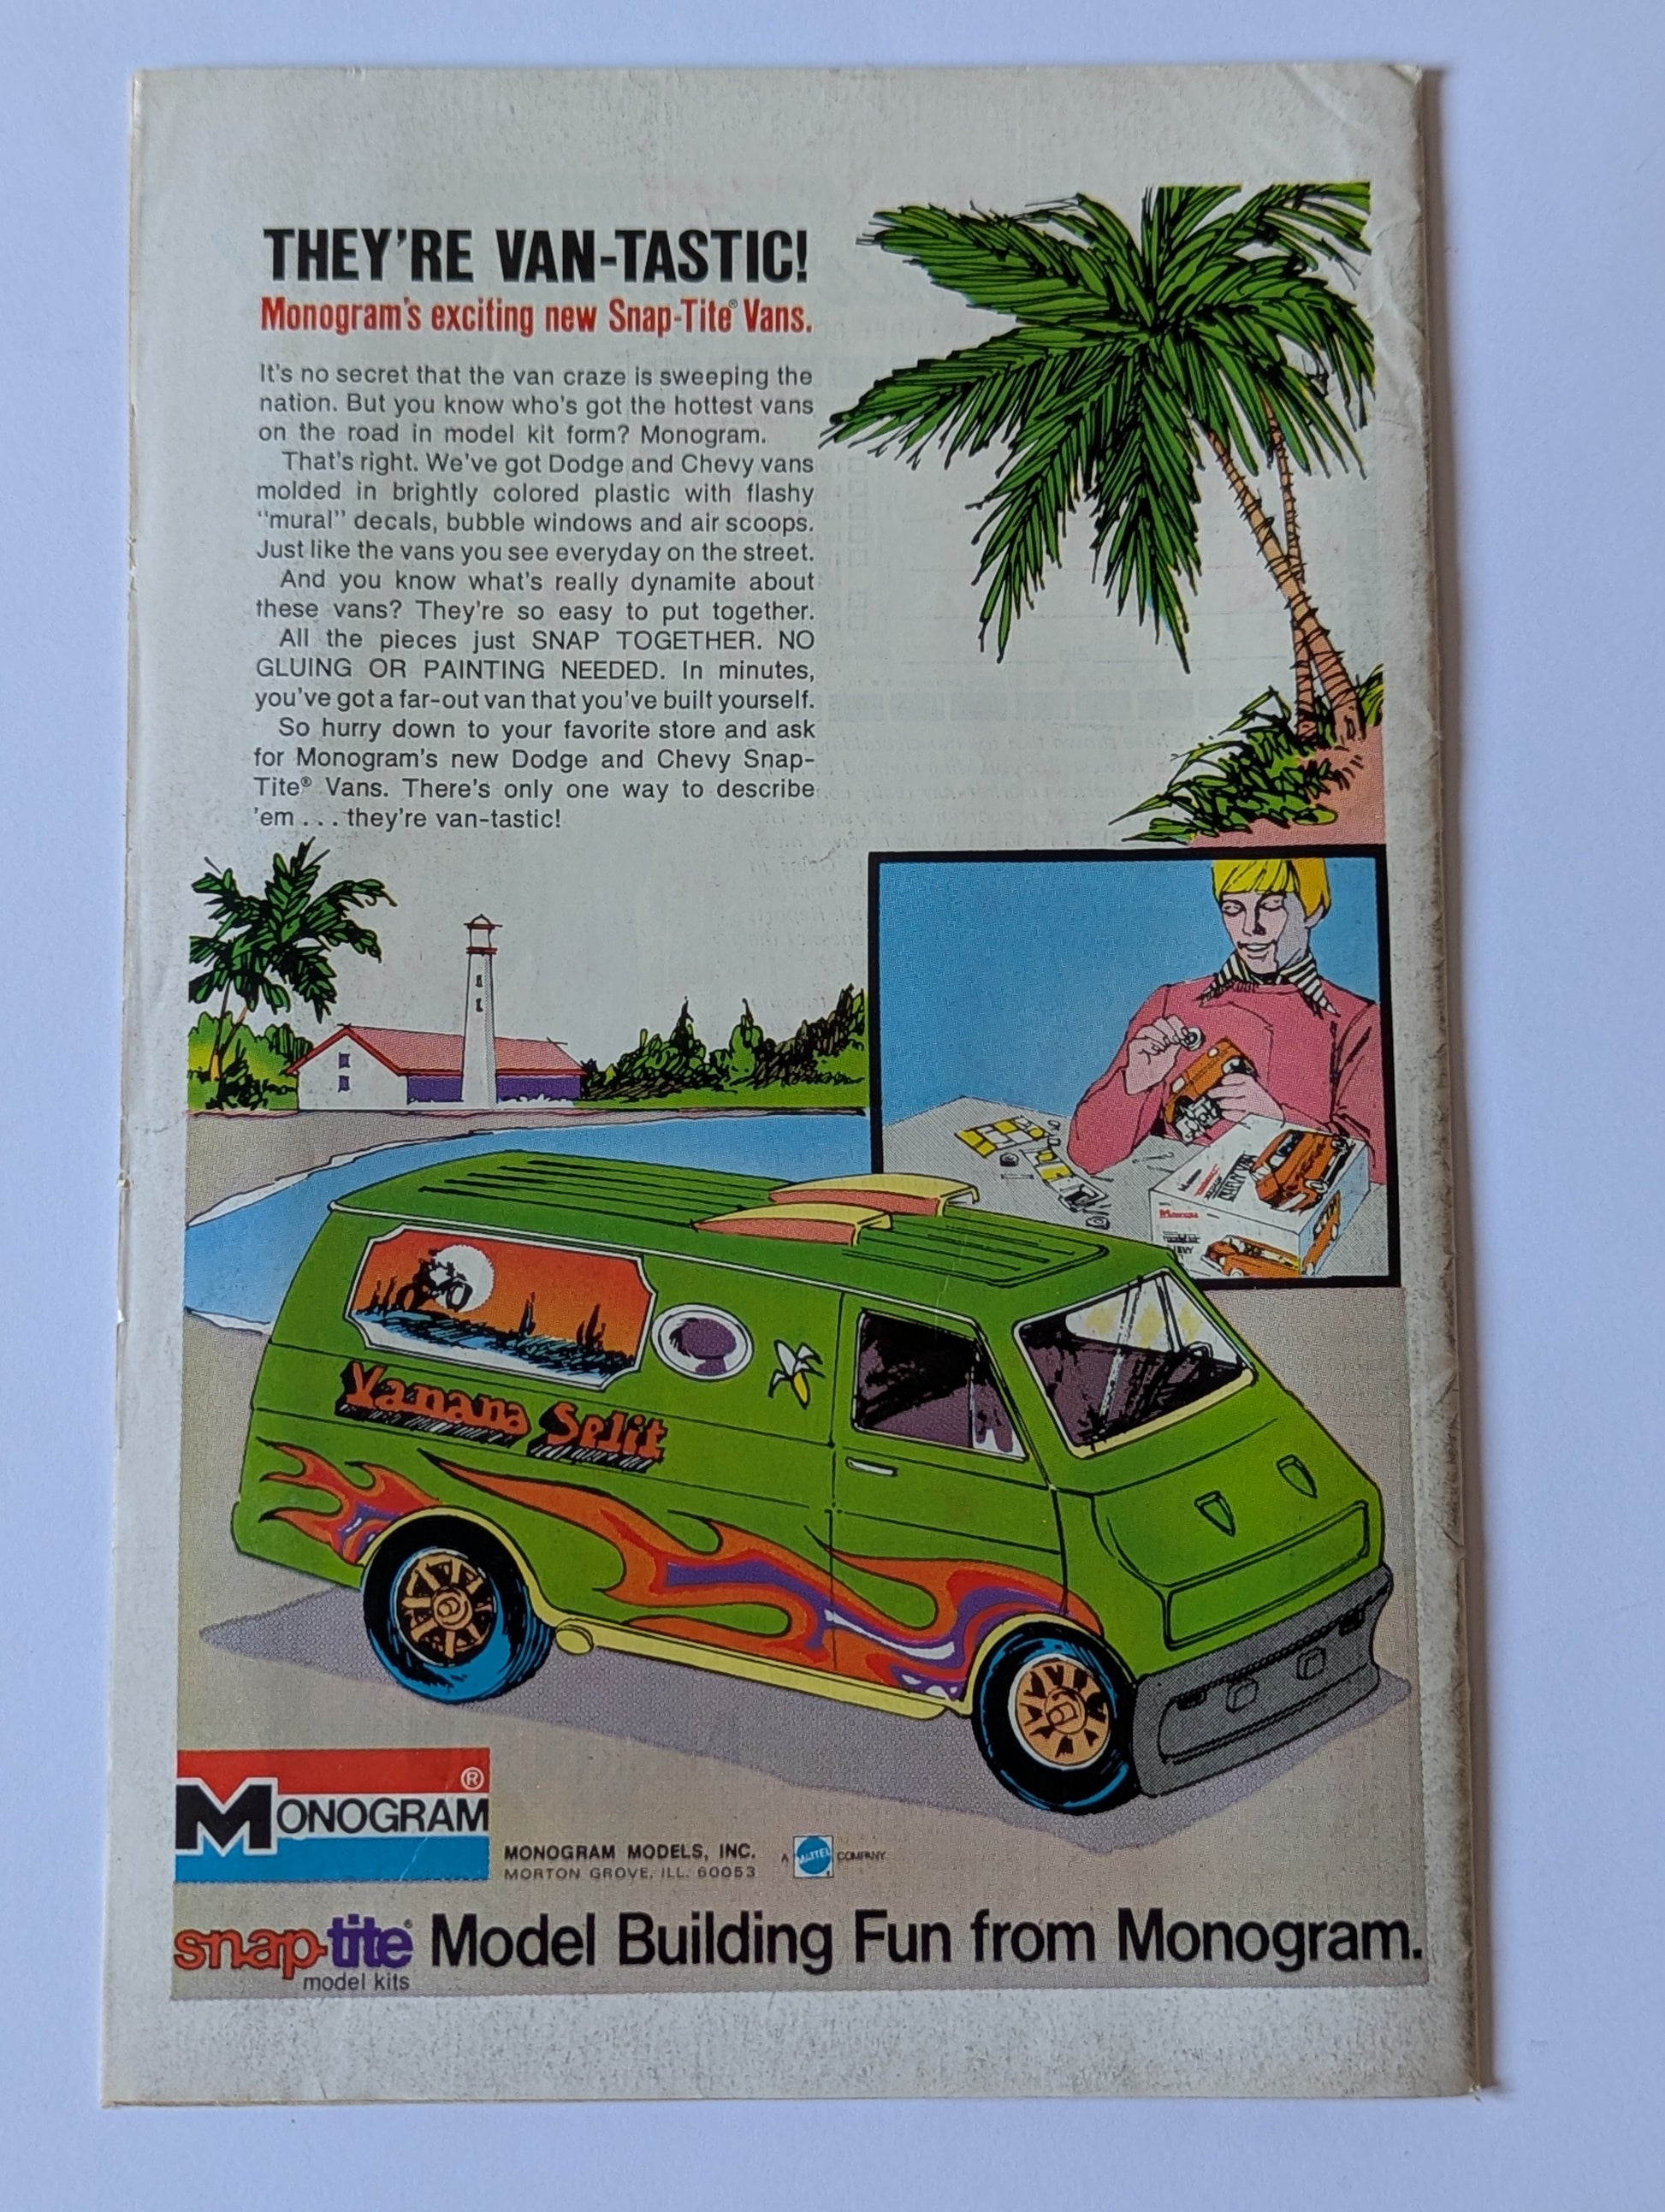 THEY'RE VAN-TASTIC!
Monogram's exciting new Snap-Tite® Vans.
It's no secret that the van craze is sweeping the
nation. But you know who's got the hottest vans
on the road in model kit form? Monogram.
That's right. We've got Dodge and Chevy vans
molded in brightly colored plastic with flashy
"mural" decals, bubble windows and air scoops.
Just like the vans you see everyday on the street.
And you know what's really dynamite about
these vans? They're so easy to put together.
All the pieces just SNAP TOGETHER. NO
GLUING OR PAINTING NEEDED. In minutes,
you've got a far-out van that you've built yourself.
So hurry down to your favorite store and ask
for Monogram's new Dodge and Chevy Snap-
Tite® Vans. There's only one way to describe
'em . . . they're van-tastic!
Monogram
Vanana Split
MONOGRAM®
MONOGRAM MODELS, INC.
MORTON GROVE, ILL. 60053
A MATTEL COMPANY
snap-tite® Model Building Fun from Monogram.
model kits